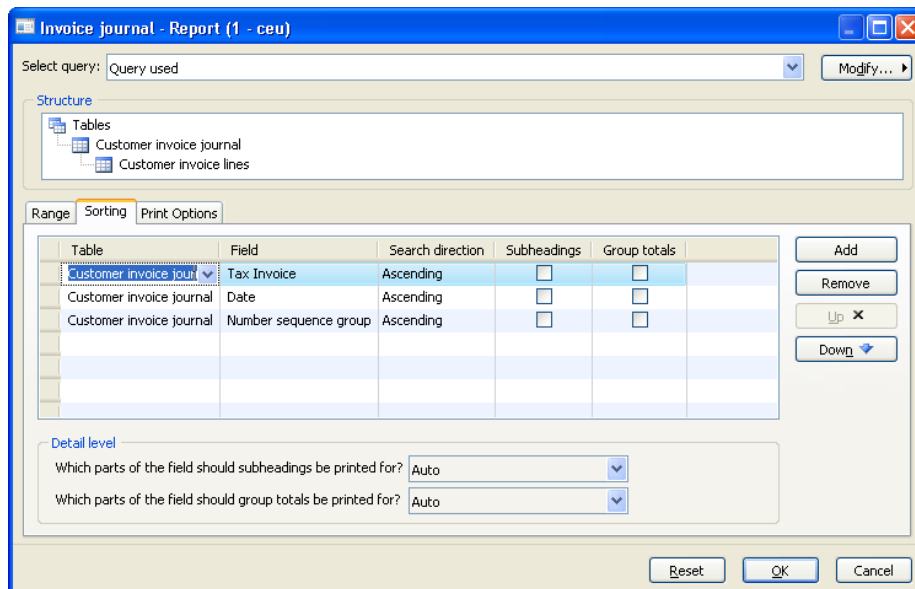 Invoice journal - Report (1 - ceu)
Select query: Query used Modify...
Structure
Tables
Customer invoice journal
Customer invoice lines
Range Sorting Print Options
Table Field Search direction Subheadings Group totals Add
Customer invoice jour Tax Invoice Ascending
Remove
Customer invoice journal Date Ascending
Customer invoice journal Number sequence group Ascending Up
Down
Detail level
Which parts of the field should subheadings be printed for? Auto
Which parts of the field should group totals be printed for? Auto
Reset OK Cancel